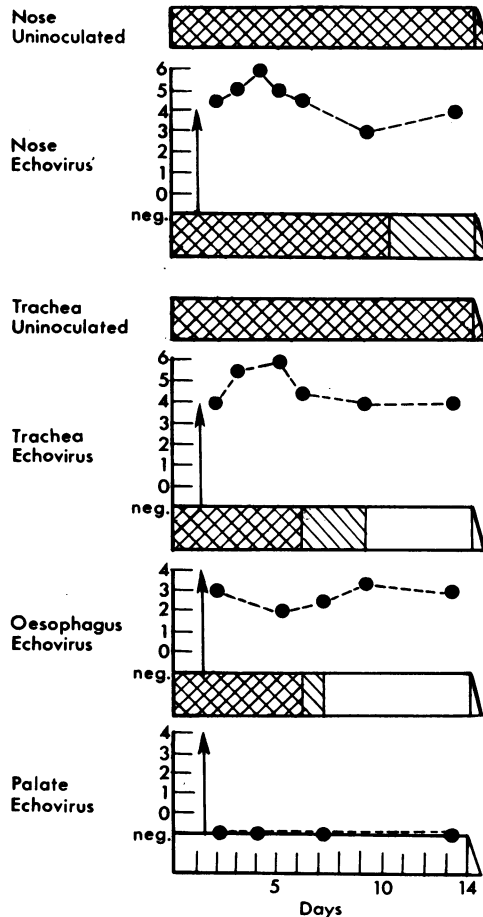 Nose
Uninoculated
6
5
4
3
2
1
0
neg.
Nose
Echovirus'
Trachea
Uninoculated
6
5
4
3
2
1
0
neg.
Trachea
Echovirus
4
3
2
1
0
neg.
Oesophagus
Echovirus
4
3
2
1
0
neg.
Palate
Echovirus
5 10 14
Days